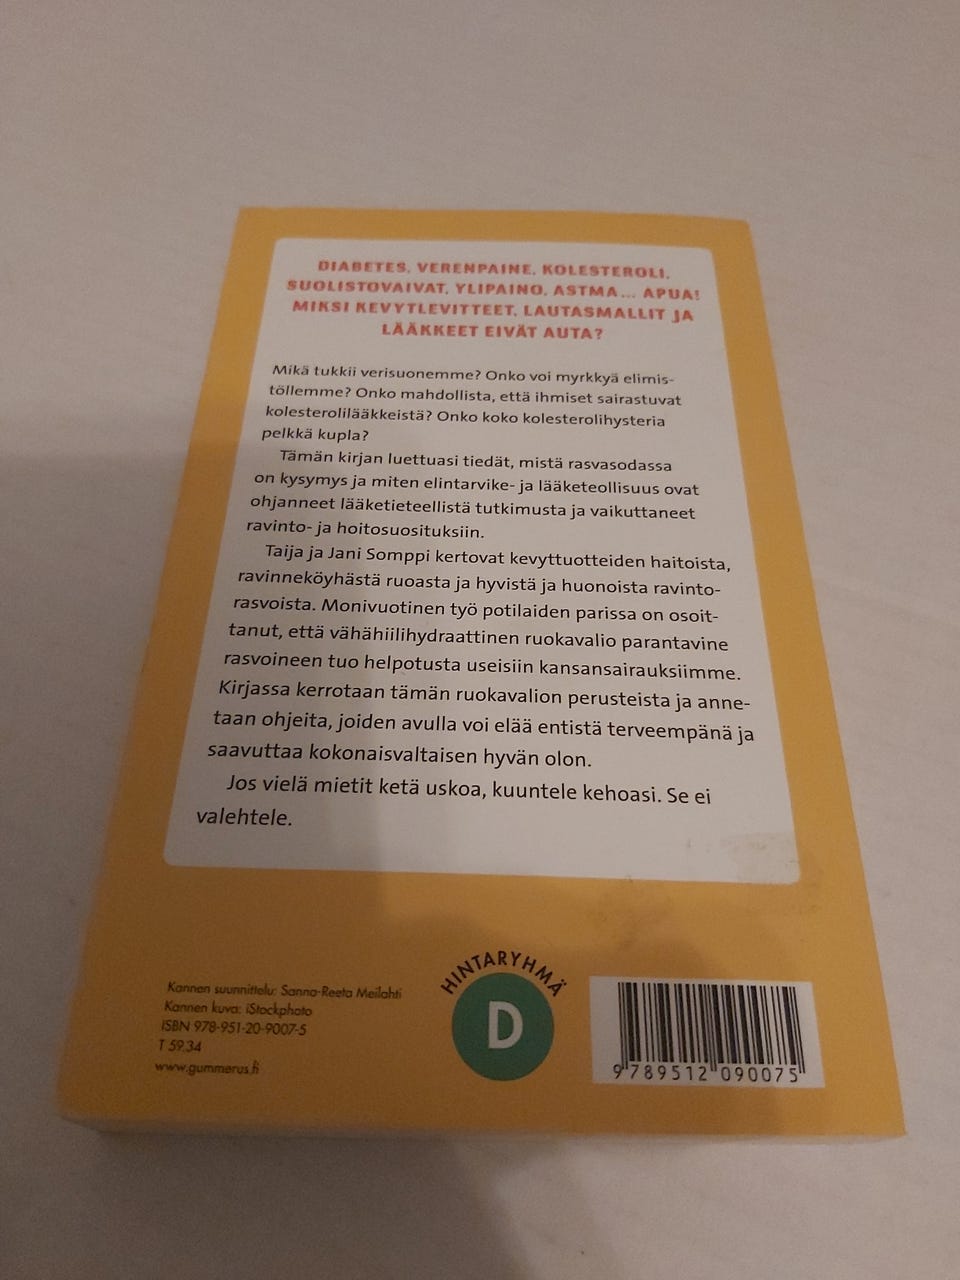 DIABETES, VERENPAINE, KOLESTEROLI,
SUOLISTOVAIVAT, YLIPAINO, ASTMA... APUA!
MIKSI KEVYTLEVITTEET, LAUTASMALLIT JA
LÄÄKKEET EIVÄT AUTA?
Mikä tukkii verisuonemme? Onko voi myrkkyä elimis-
töllemme? Onko mahdollista, että ihmiset sairastuvat
kolesterolilääkkeistä? Onko koko kolesterolihysteria
pelkkä kupla?
Tämän kirjan luettuasi tiedät, mistä rasvasodassa
on kysymys ja miten elintarvike- ja lääketeollisuus ovat
ohjanneet lääketieteellistä tutkimusta ja vaikuttaneet
ravinto- ja hoitosuosituksiin.
Taija ja Jani Somppi kertovat kevyttuotteiden haitoista,
ravinneköyhästä ruoasta ja hyvistä ja huonoista ravinto-
rasvoista. Monivuotinen työ potilaiden parissa on osoit-
tanut, että vähähiilihydraattinen ruokavalio parantavine
rasvoineen tuo helpotusta useisiin kansansairauksiimme.
Kirjassa kerrotaan tämän ruokavalion perusteista ja anne-
taan ohjeita, joiden avulla voi elää entistä terveempänä ja
saavuttaa kokonaisvaltaisen hyvän olon.
Jos vielä mietit ketä uskoa, kuuntele kehoasi. Se ei
valehtele.
Kannen suunnittelu: Sanna-Reeta Meilahti
Kannen kuva: iStockphoto
ISBN 978-951-20-9007-5
T 59.34
www.gummerus.fi
HINTARYHMÄ
D
9 789512 090075